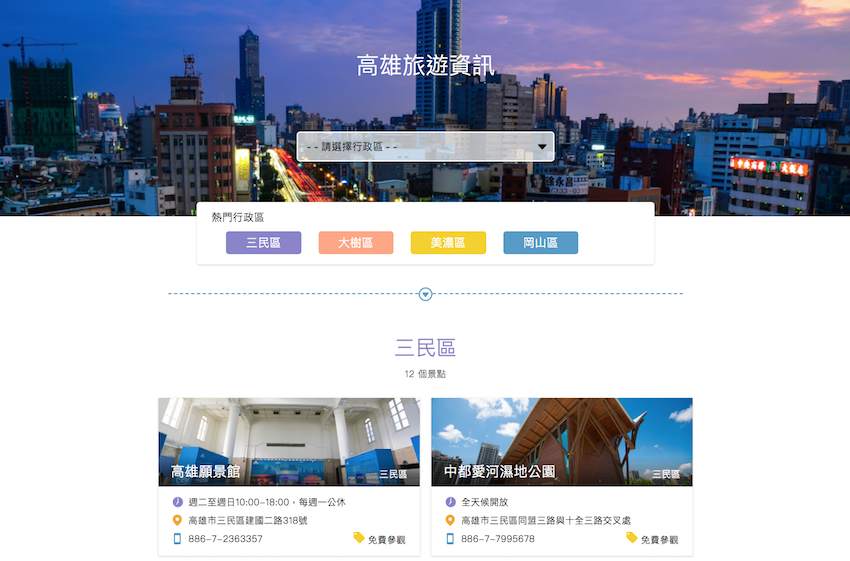 高雄旅遊資訊
- - 請選擇行政區 - -
熱門行政區
三民區
大樹區
美濃區
岡山區
三民區
12 個景點
高雄願景館
三民區
週二至週日10:00-18:00，每週一公休
高雄市三民區建國二路318號
886-7-2363357
免費參觀
中都愛河濕地公園
三民區
全天候開放
高雄市三民區同盟三路與十全三路交叉處
886-7-7995678
免費參觀